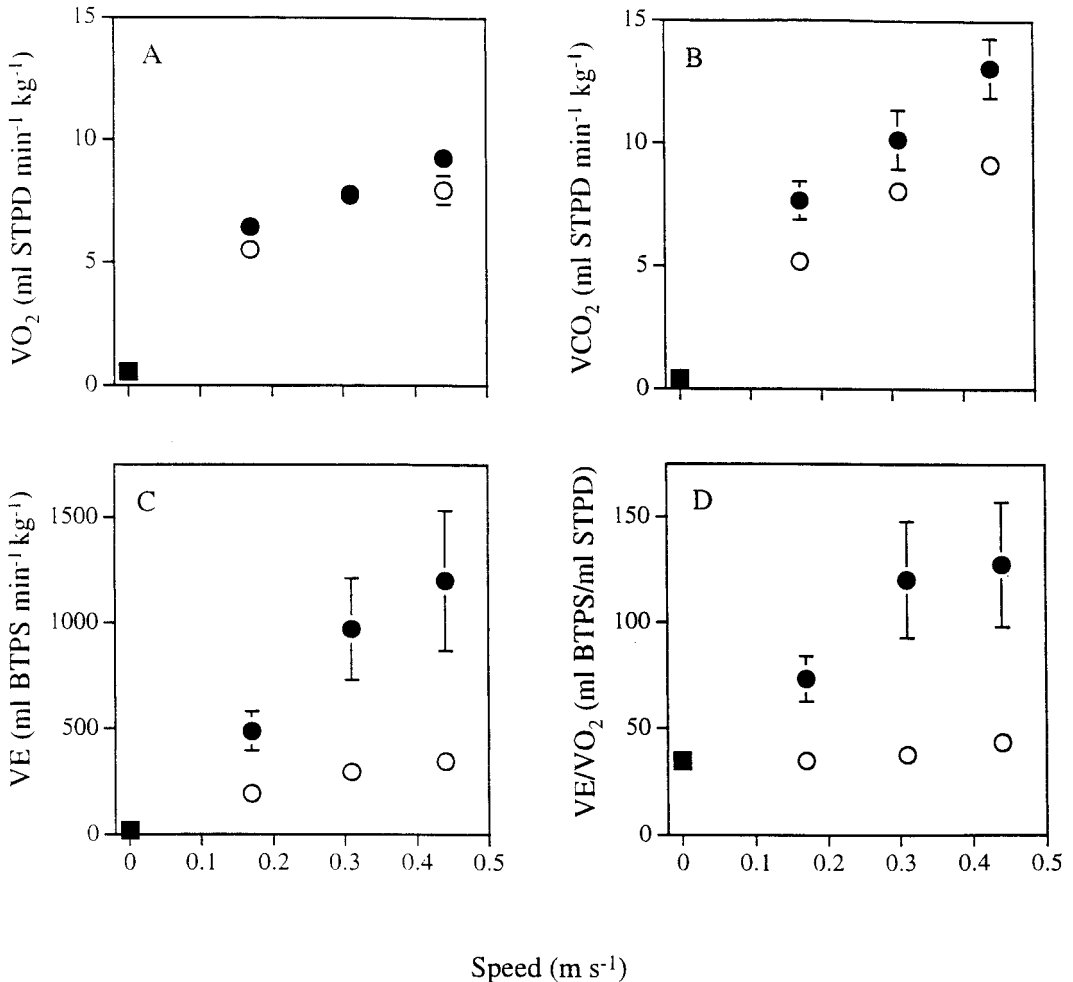 A
VO₂ (ml STPD min⁻¹ kg⁻¹)
15
10
5
0
B
VCO₂ (ml STPD min⁻¹ kg⁻¹)
15
10
5
0
C
VE (ml BTPS min⁻¹ kg⁻¹)
1500
1000
500
0
0 0.1 0.2 0.3 0.4 0.5
D
VE/VO₂ (ml BTPS/ml STPD)
150
100
50
0
0 0.1 0.2 0.3 0.4 0.5
Speed (m s⁻¹)